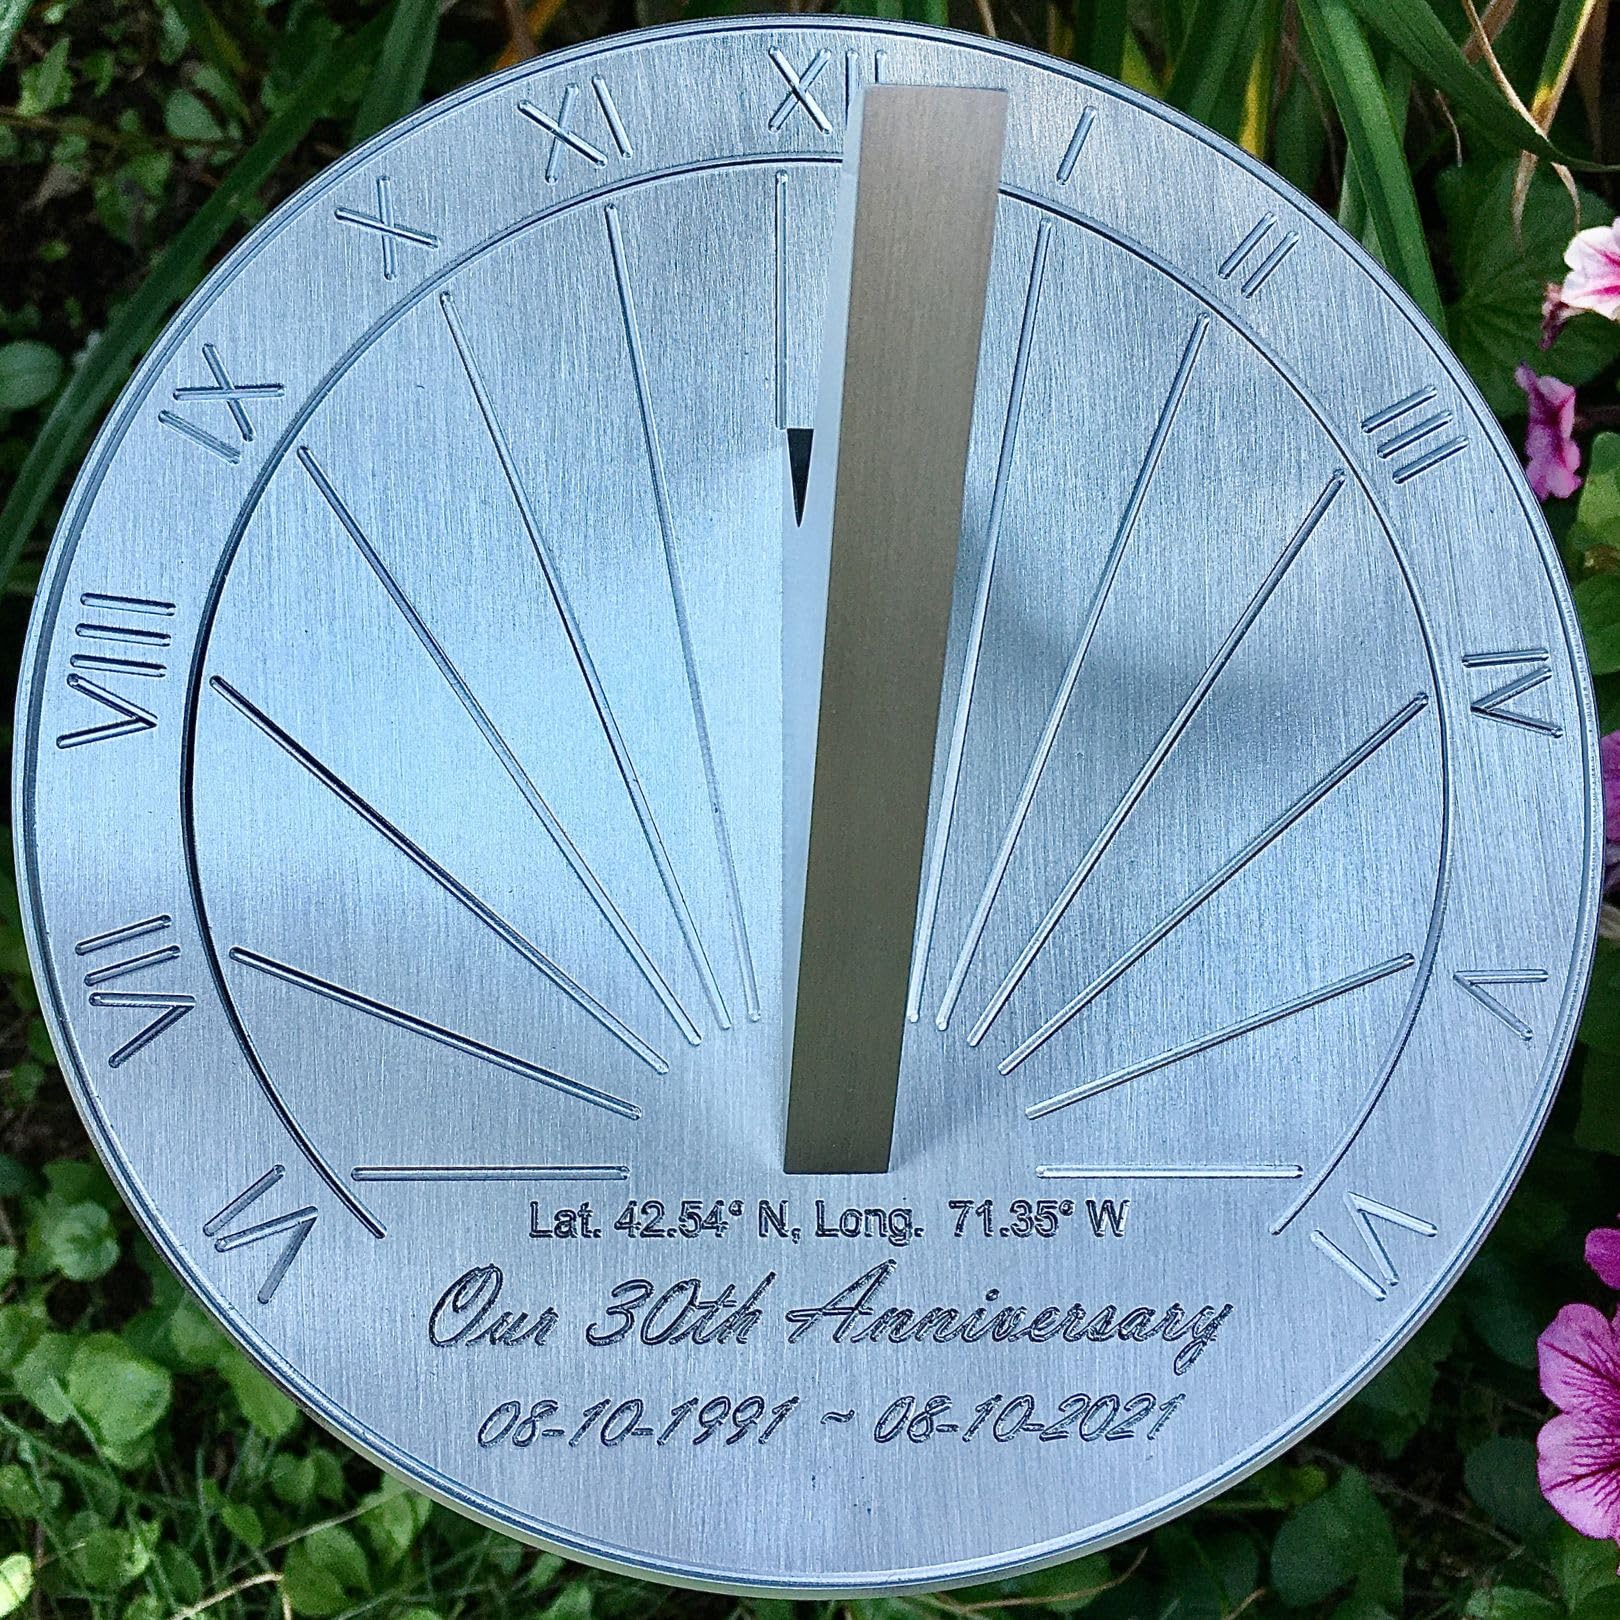 VI
VII
VIII
IX
X
XI
XII
I
II
III
IV
V
VI
Lat. 42.54° N, Long. 71.35° W
Our 30th Anniversary
08-10-1991 ~ 08-10-2021